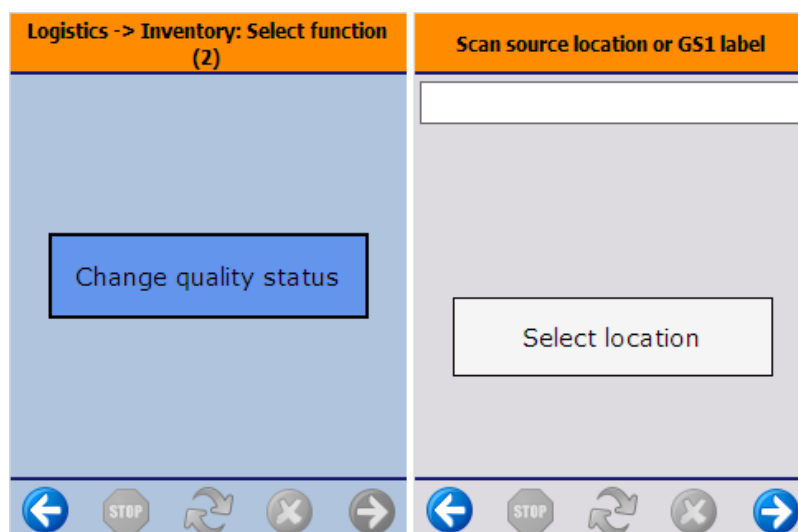 Logistics -> Inventory: Select function
(2)
Change quality status
STOP
Scan source location or GS1 label
Select location
STOP